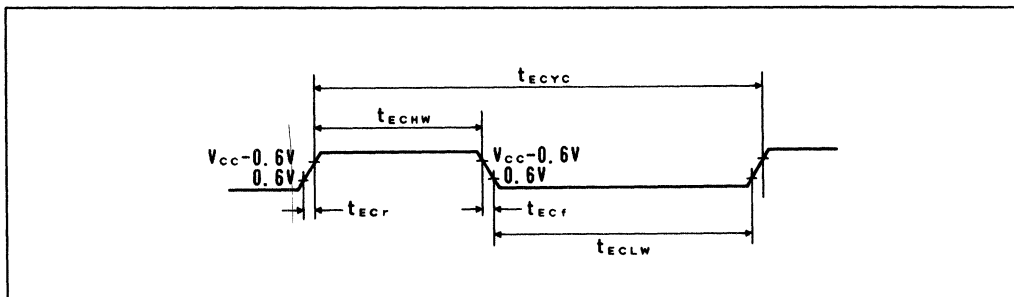 tECYC
tECHW
VCC-0.6V
0.6V
VCC-0.6V
0.6V
tECr
tECf
tECLW